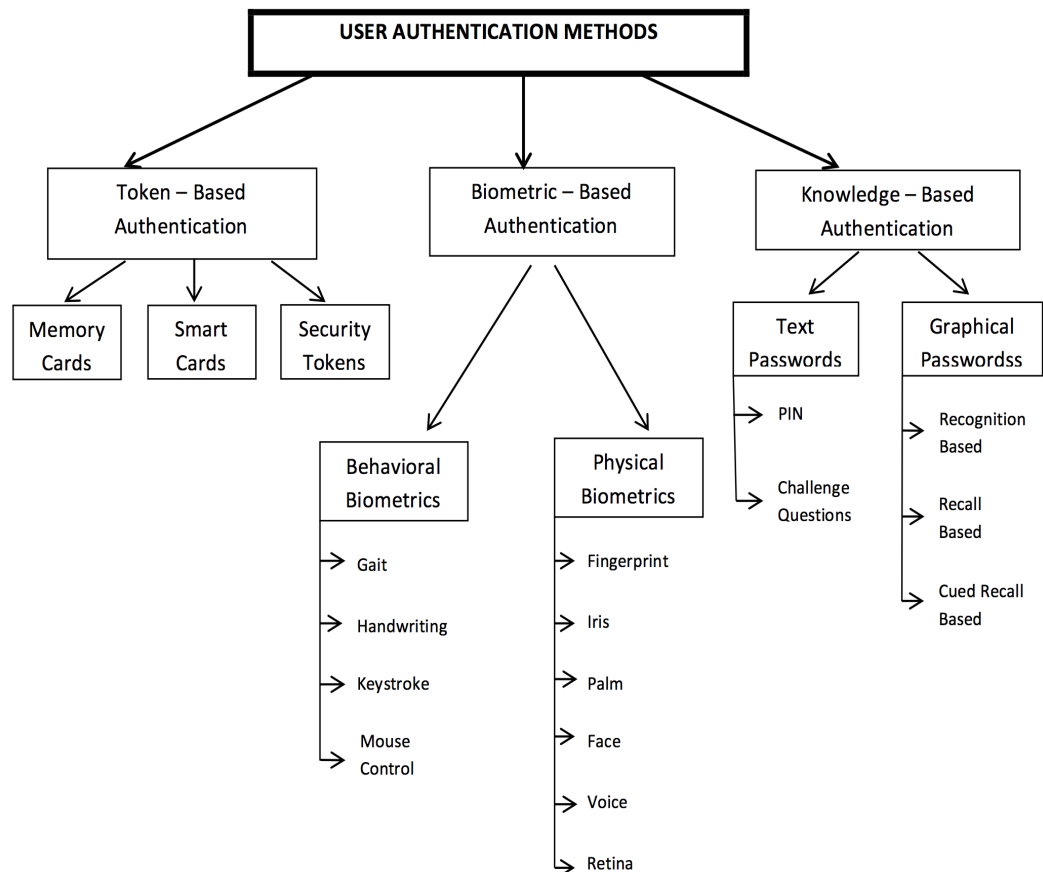 USER AUTHENTICATION METHODS
Token – Based
Authentication
Biometric – Based
Authentication
Knowledge – Based
Authentication
Memory
Cards
Smart
Cards
Security
Tokens
Text
Passwords
Graphical
Passwordss
PIN
Challenge
Questions
Recognition
Based
Recall
Based
Cued Recall
Based
Behavioral
Biometrics
Physical
Biometrics
Gait
Handwriting
Keystroke
Mouse
Control
Fingerprint
Iris
Palm
Face
Voice
Retina